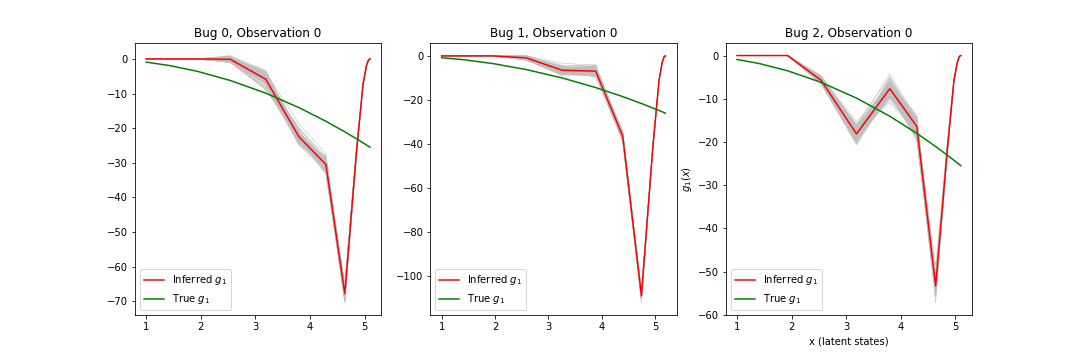 Bug 0, Observation 0
0
−10
−20
−30
−40
−50
−60
−70
1 2 3 4 5
Inferred g₁
True g₁
Bug 1, Observation 0
0
−20
−40
−60
−80
−100
1 2 3 4 5
Inferred g₁
True g₁
Bug 2, Observation 0
g₁(x)
0
−10
−20
−30
−40
−50
−60
1 2 3 4 5
x (latent states)
Inferred g₁
True g₁